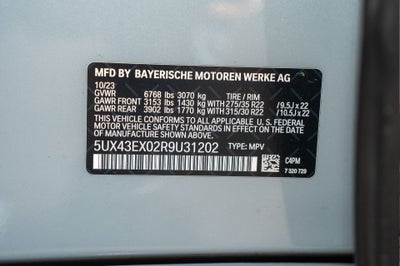 MFD BY BAYERISCHE MOTOREN WERKE AG
10/23
GVWR 6768 lbs 3070 kg TIRE / RIM
GAWR FRONT 3153 lbs 1430 kg WITH 275/35 R22 / 9.5J x 22
GAWR REAR 3902 lbs 1770 kg WITH 315/30 R22 / 10.5J x 22
THIS VEHICLE CONFORMS TO ALL APPLICABLE U.S.
FEDERAL MOTOR VEHICLE SAFETY STANDARDS IN
EFFECT ON THE DATE OF MANUFACTURE SHOWN ABOVE.
5UX43EX02R9U31202 TYPE: MPV
C4PM
7 320 729